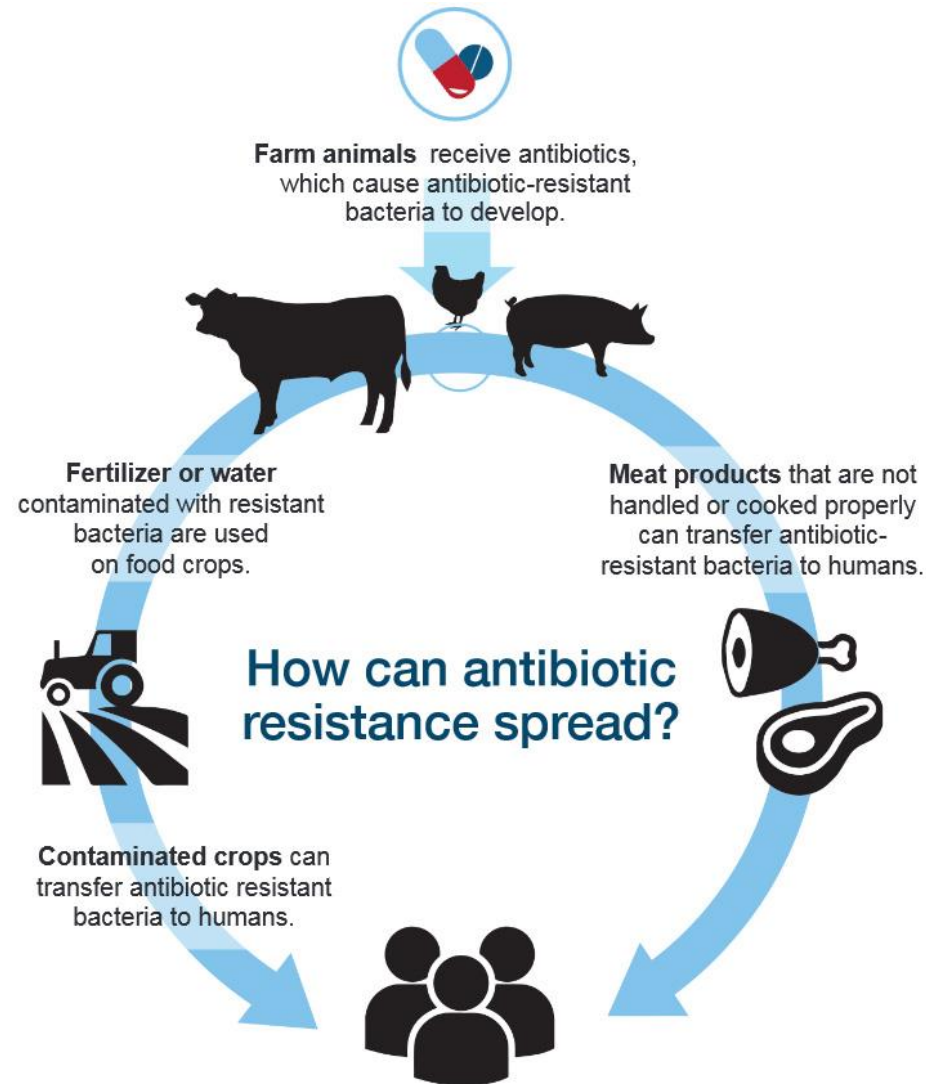 Farm animals receive antibiotics,
which cause antibiotic-resistant
bacteria to develop.
Fertilizer or water
contaminated with resistant
bacteria are used
on food crops.
Meat products that are not
handled or cooked properly
can transfer antibiotic-
resistant bacteria to humans.
How can antibiotic
resistance spread?
Contaminated crops can
transfer antibiotic resistant
bacteria to humans.